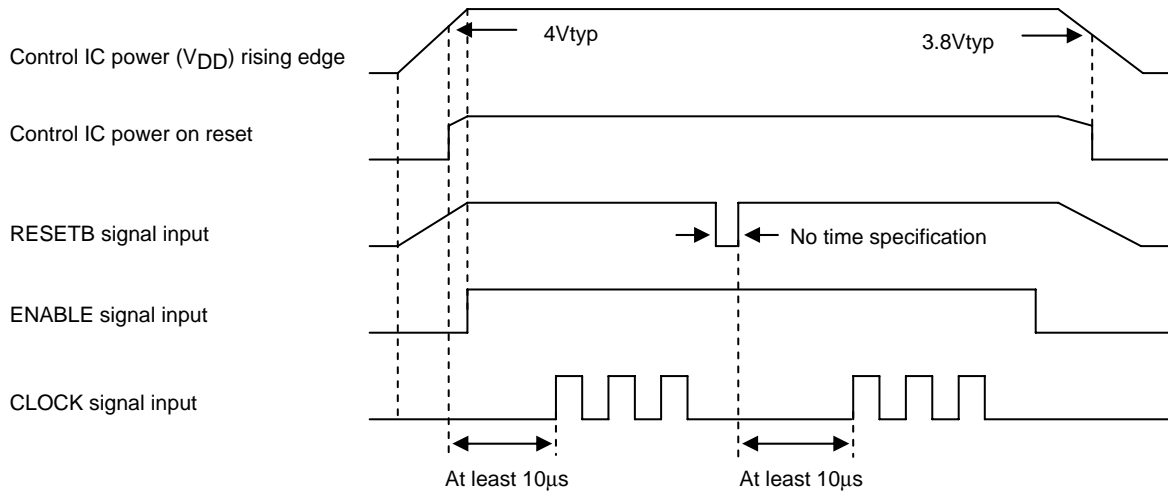 4Vtyp
3.8Vtyp
Control IC power (VDD) rising edge
Control IC power on reset
RESETB signal input
No time specification
ENABLE signal input
CLOCK signal input
At least 10μs
At least 10μs